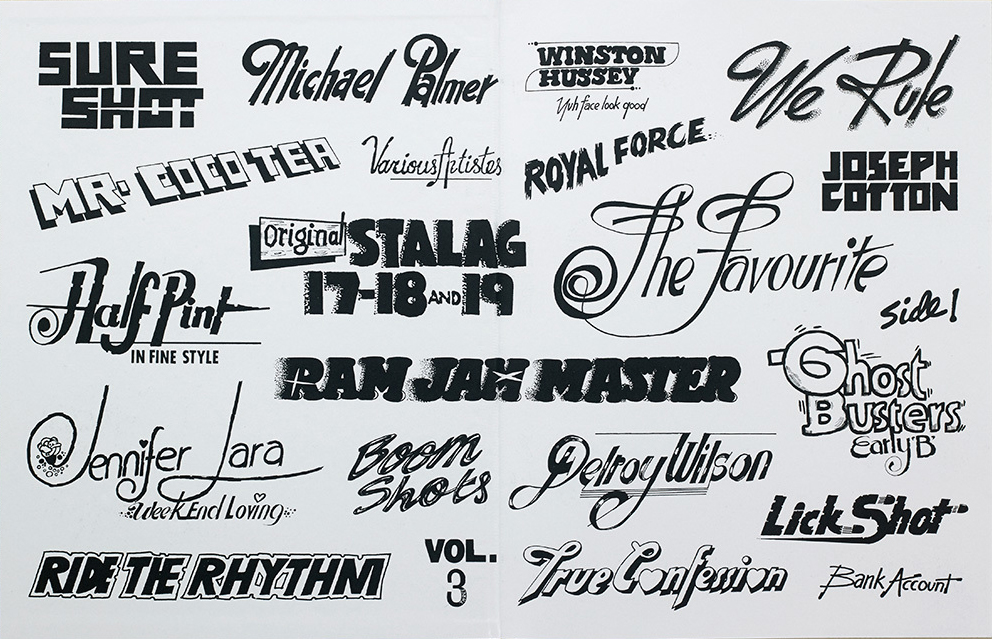 SURE
SHOT
Michael Palmer
WINSTON
HUSSEY
Yuh face look good
We Rule
MR. COCO TEA
Various Artistes
ROYAL FORCE
JOSEPH
COTTON
Original STALAG
17-18 AND 19
The Favourite
Half Pint
IN FINE STYLE
Side 1
RAM JAM MASTER
Ghost
Busters
Early 'B'
Jennifer Lara
Week End Loving
Boom
Shots
Delroy Wilson
Lick Shot
RIDE THE RHYTHM
VOL.
3
True Confession
Bank Account